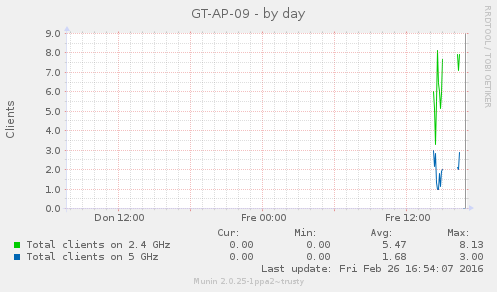 GT-AP-09 - by day
RRDTOOL / TOBI OETIKER
Clients
9.0
8.0
7.0
6.0
5.0
4.0
3.0
2.0
1.0
0.0
Don 12:00 Fre 00:00 Fre 12:00
Cur: Min: Avg: Max:
Total clients on 2.4 GHz 0.00 0.00 5.47 8.13
Total clients on 5 GHz 0.00 0.00 1.68 3.00
Last update: Fri Feb 26 16:54:07 2016
Munin 2.0.25-1ppa2~trusty